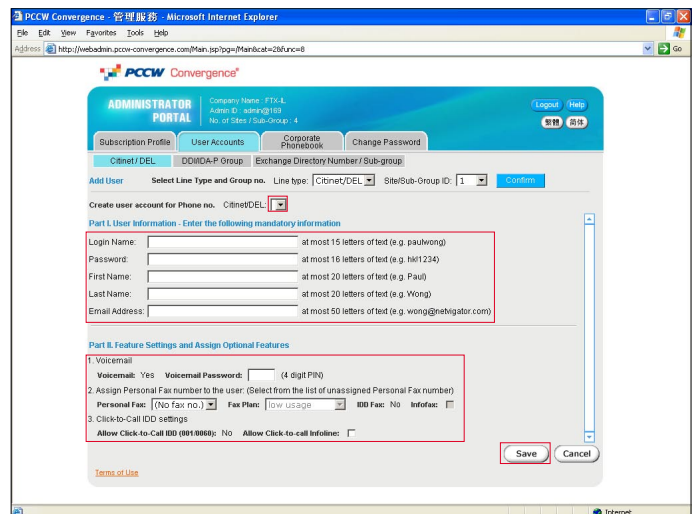 PCCW Convergence - 管理服務 - Microsoft Internet Explorer
File Edit View Favorites Tools Help
Address http://webadmin.pccw-convergence.com/Main.jsp?pg=/Main&cat=28func=8 Go
PCCW Convergence
ADMINISTRATOR PORTAL
Company Name : FTX-IL
Admin ID : admin@169
No. of Sites / Sub-Group : 4
Logout Help
繁體 简体
Subscription Profile User Accounts Corporate Phonebook Change Password
Citinet / DEL DDI/IDA-P Group Exchange Directory Number / Sub-group
Add User Select Line Type and Group no. Line type: Citinet/DEL Site/Sub-Group ID: 1 Confirm
Create user account for Phone no. Citinet/DEL:
Part I. User Information - Enter the following mandatory information
Login Name: at most 15 letters of text (e.g. paulwong)
Password: at most 16 letters of text (e.g. hkl1234)
First Name: at most 20 letters of text (e.g. Paul)
Last Name: at most 20 letters of text (e.g. Wong)
Email Address: at most 50 letters of text (e.g. wong@netvigator.com)
Part II. Feature Settings and Assign Optional Features
1. Voicemail
Voicemail: Yes Voicemail Password: (4 digit PIN)
2. Assign Personal Fax number to the user: (Select from the list of unassigned Personal Fax number)
Personal Fax: (No fax no.) Fax Plan: low usage IDD Fax: No Infofax:
3. Click-to-Call IDD settings
Allow Click-to-Call IDD (001/0060): No Allow Click-to-call Infoline:
Save Cancel
Terms of Use
Internet